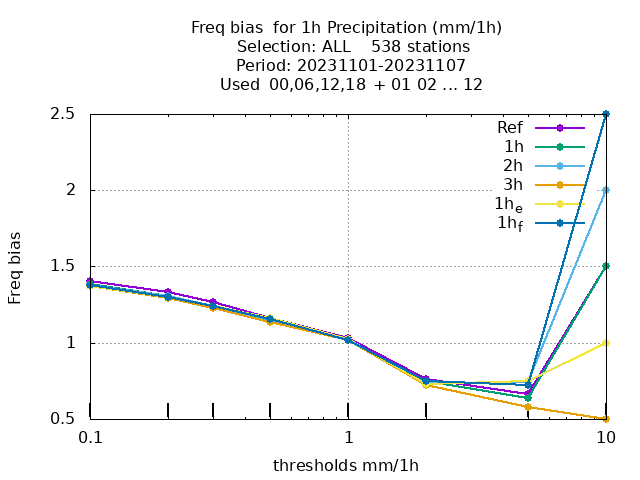 Freq bias  for 1h Precipitation (mm/1h)
Selection: ALL    538 stations
Period: 20231101-20231107
Used  00,06,12,18  + 01 02 ... 12
2.5
2
1.5
1
0.5
0.1
1
10
Freq bias
thresholds mm/1h
Ref
1h
2h
3h
1h_e
1h_f